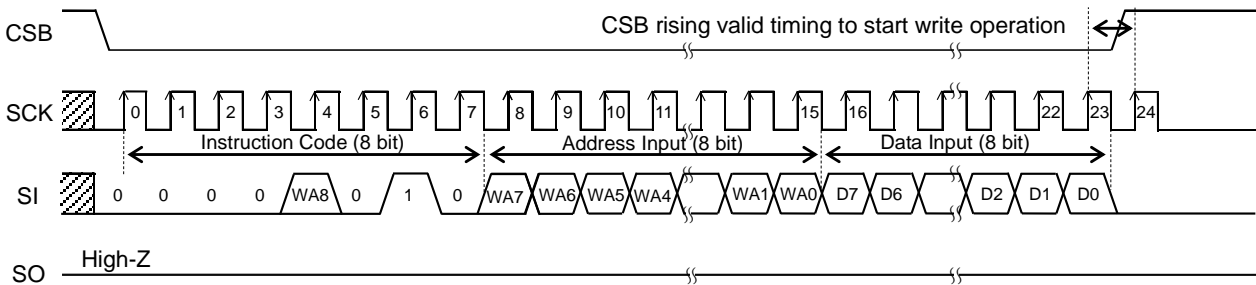 CSB
CSB rising valid timing to start write operation
SCK
0 1 2 3 4 5 6 7 8 9 10 11 15 16 22 23 24
Instruction Code (8 bit) Address Input (8 bit) Data Input (8 bit)
SI
0 0 0 0 WA8 0 1 0 WA7 WA6 WA5 WA4 WA1 WA0 D7 D6 D2 D1 D0
High-Z
SO